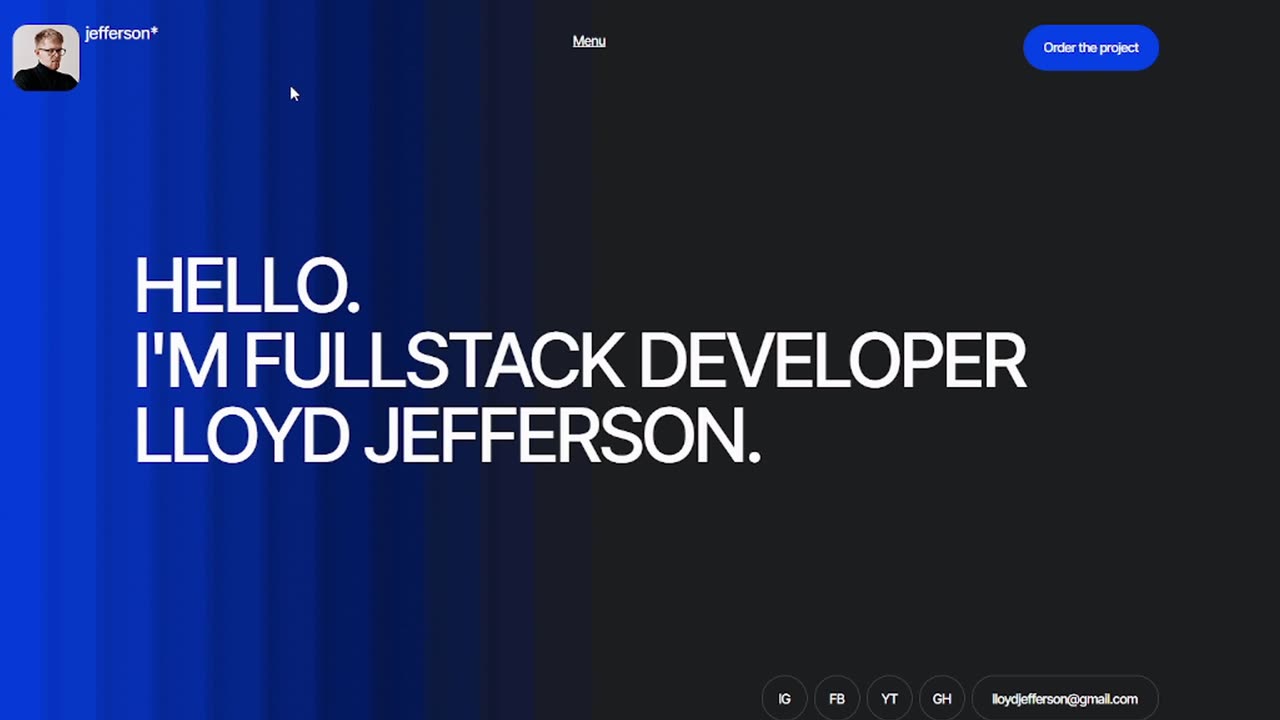 jefferson*
Menu
Order the project
HELLO.
I'M FULLSTACK DEVELOPER
LLOYD JEFFERSON.
IG
FB
YT
GH
lloydjefferson@gmail.com